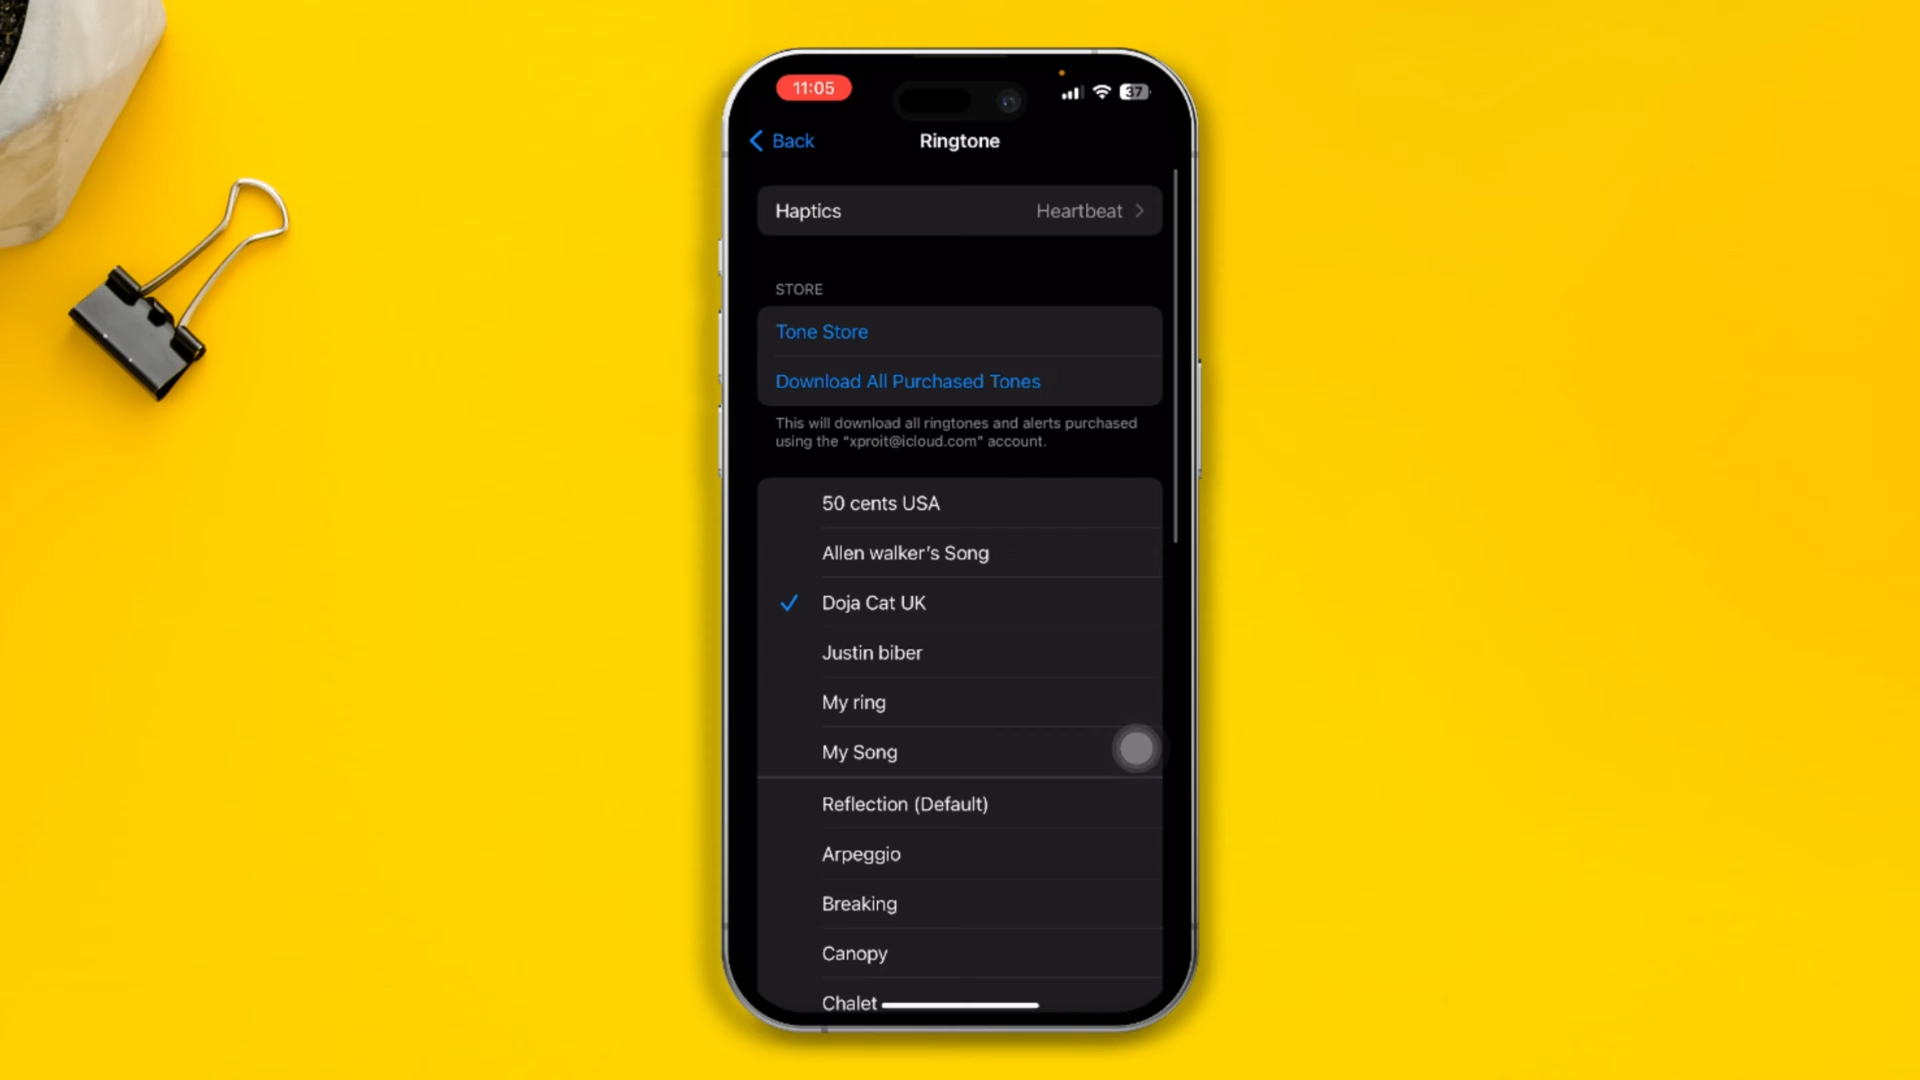 11:05
37
Back
Ringtone
Haptics
Heartbeat
STORE
Tone Store
Download All Purchased Tones
This will download all ringtones and alerts purchased
using the “xproit@icloud.com” account.
50 cents USA
Allen walker’s Song
Doja Cat UK
Justin biber
My ring
My Song
Reflection (Default)
Arpeggio
Breaking
Canopy
Chalet